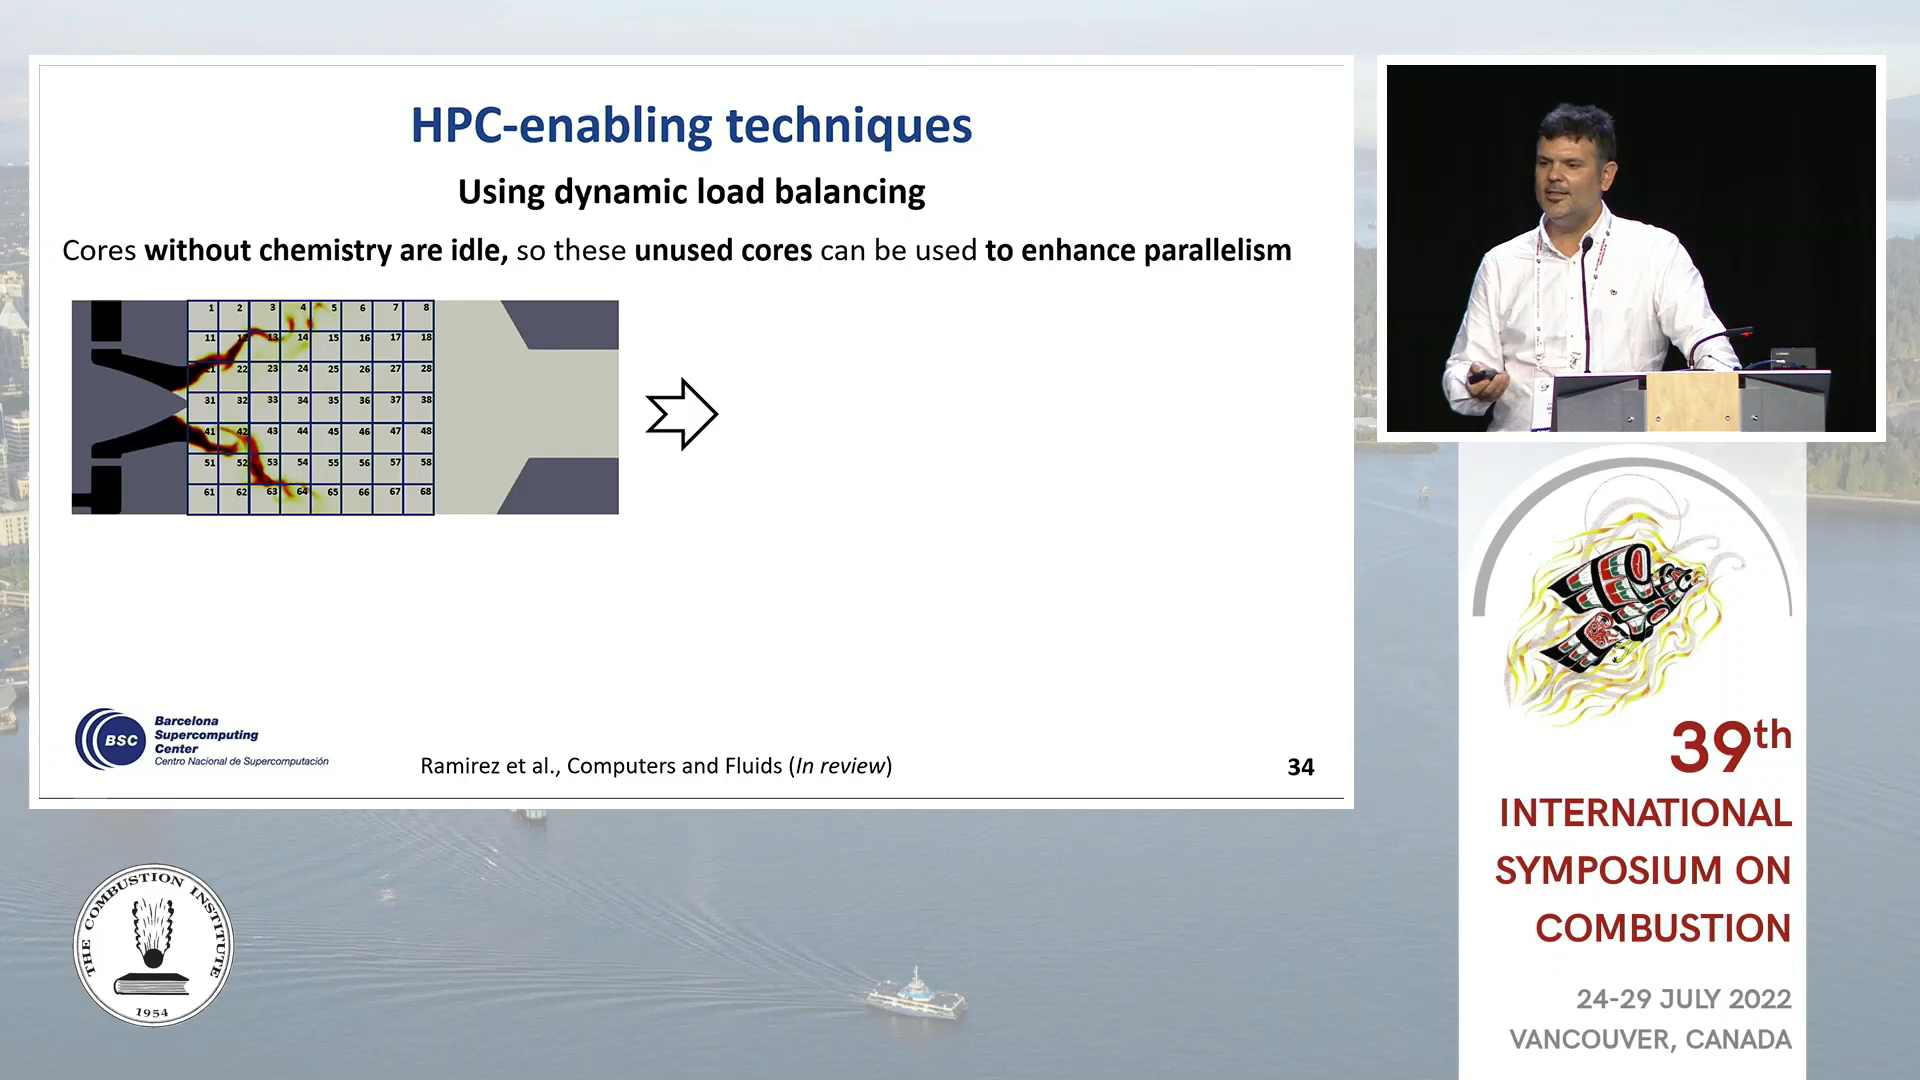 HPC-enabling techniques
Using dynamic load balancing
Cores without chemistry are idle, so these unused cores can be used to enhance parallelism
1 2 3 4 5 6 7 8
11 12 13 14 15 16 17 18
21 22 23 24 25 26 27 28
31 32 33 34 35 36 37 38
41 42 43 44 45 46 47 48
51 52 53 54 55 56 57 58
61 62 63 64 65 66 67 68
BSC
Barcelona
Supercomputing
Center
Centro Nacional de Supercomputación
Ramirez et al., Computers and Fluids (In review)
34
THE COMBUSTION INSTITUTE
1954
39th
INTERNATIONAL
SYMPOSIUM ON
COMBUSTION
24-29 JULY 2022
VANCOUVER, CANADA